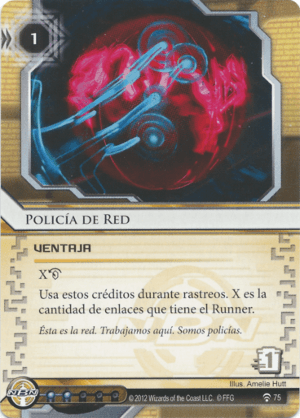 1
POLICÍA DE RED
VENTAJA
X
Usa estos créditos durante rastreos. X es la
cantidad de enlaces que tiene el Runner.
Ésta es la red. Trabajamos aquí. Somos policías.
1
Illus. Amelie Hutt
NBN
©2012 Wizards of the Coast LLC. ©FFG
75